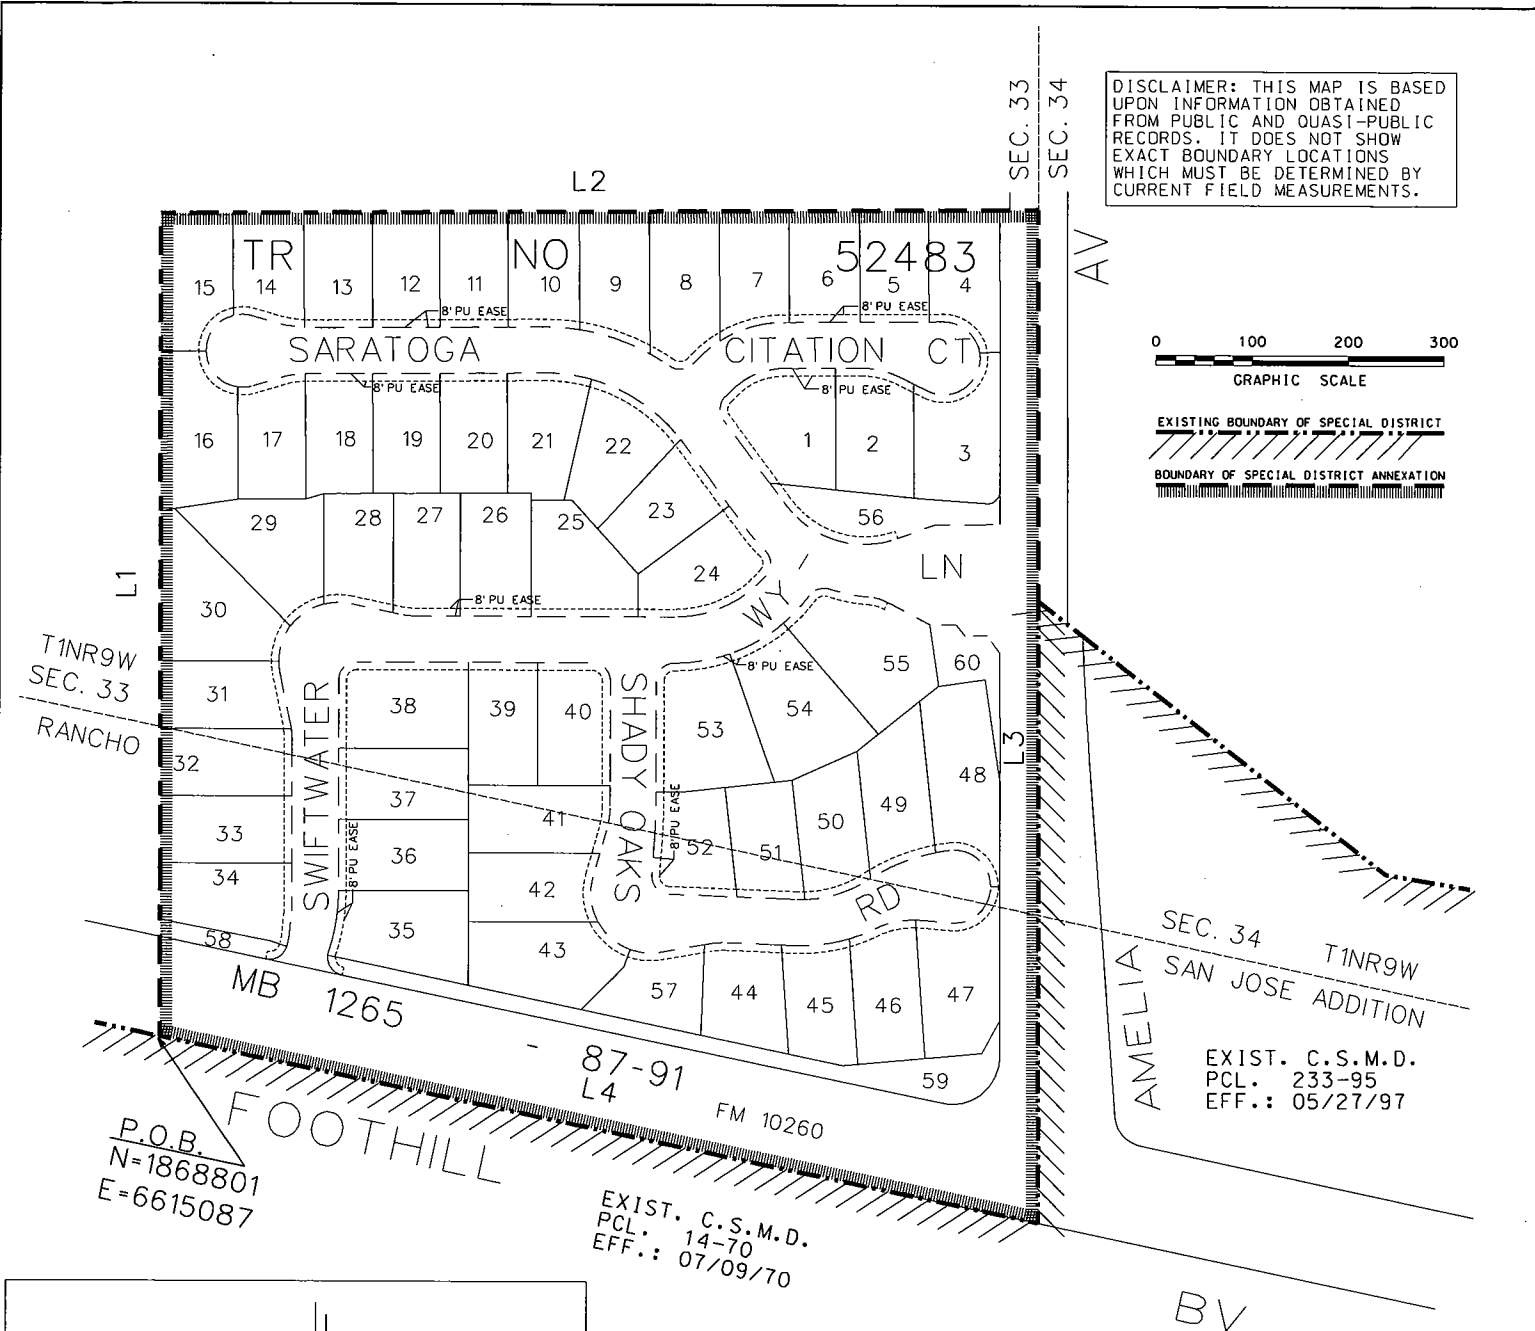 SEC. 33
SEC. 34
DISCLAIMER: THIS MAP IS BASED
UPON INFORMATION OBTAINED
FROM PUBLIC AND QUASI-PUBLIC
RECORDS. IT DOES NOT SHOW
EXACT BOUNDARY LOCATIONS
WHICH MUST BE DETERMINED BY
CURRENT FIELD MEASUREMENTS.
L2
TR NO 52483
AV
15 14 13 12 11 10 9 8 7 6 5 4
8' PU EASE
8' PU EASE
SARATOGA
CITATION CT
8' PU EASE
8' PU EASE
0 100 200 300
GRAPHIC SCALE
EXISTING BOUNDARY OF SPECIAL DISTRICT
BOUNDARY OF SPECIAL DISTRICT ANNEXATION
16 17 18 19 20 21 22 1 2 3
29 28 27 26 25 23 56
24
LN
L1
8' PU EASE
30
WY
T1NR9W
SEC. 33
RANCHO
31
38 39 40
8' PU EASE
53 54 55 60
SWIFTWATER
SHADY OAKS
L3
32
37
41
8' PU EASE
52 51 50 49 48
33
36
8' PU EASE
34
42
RD
58
35
43
57 44 45 46 47
SEC. 34 T1NR9W
SAN JOSE ADDITION
AMELIA
MB 1265 - 87-91
L4
FM 10260
59
EXIST. C.S.M.D.
PCL. 233-95
EFF.: 05/27/97
FOOTHILL
P.O.B.
N=1868801
E=6615087
EXIST. C.S.M.D.
PCL. 14-70
EFF.: 07/09/70
BV